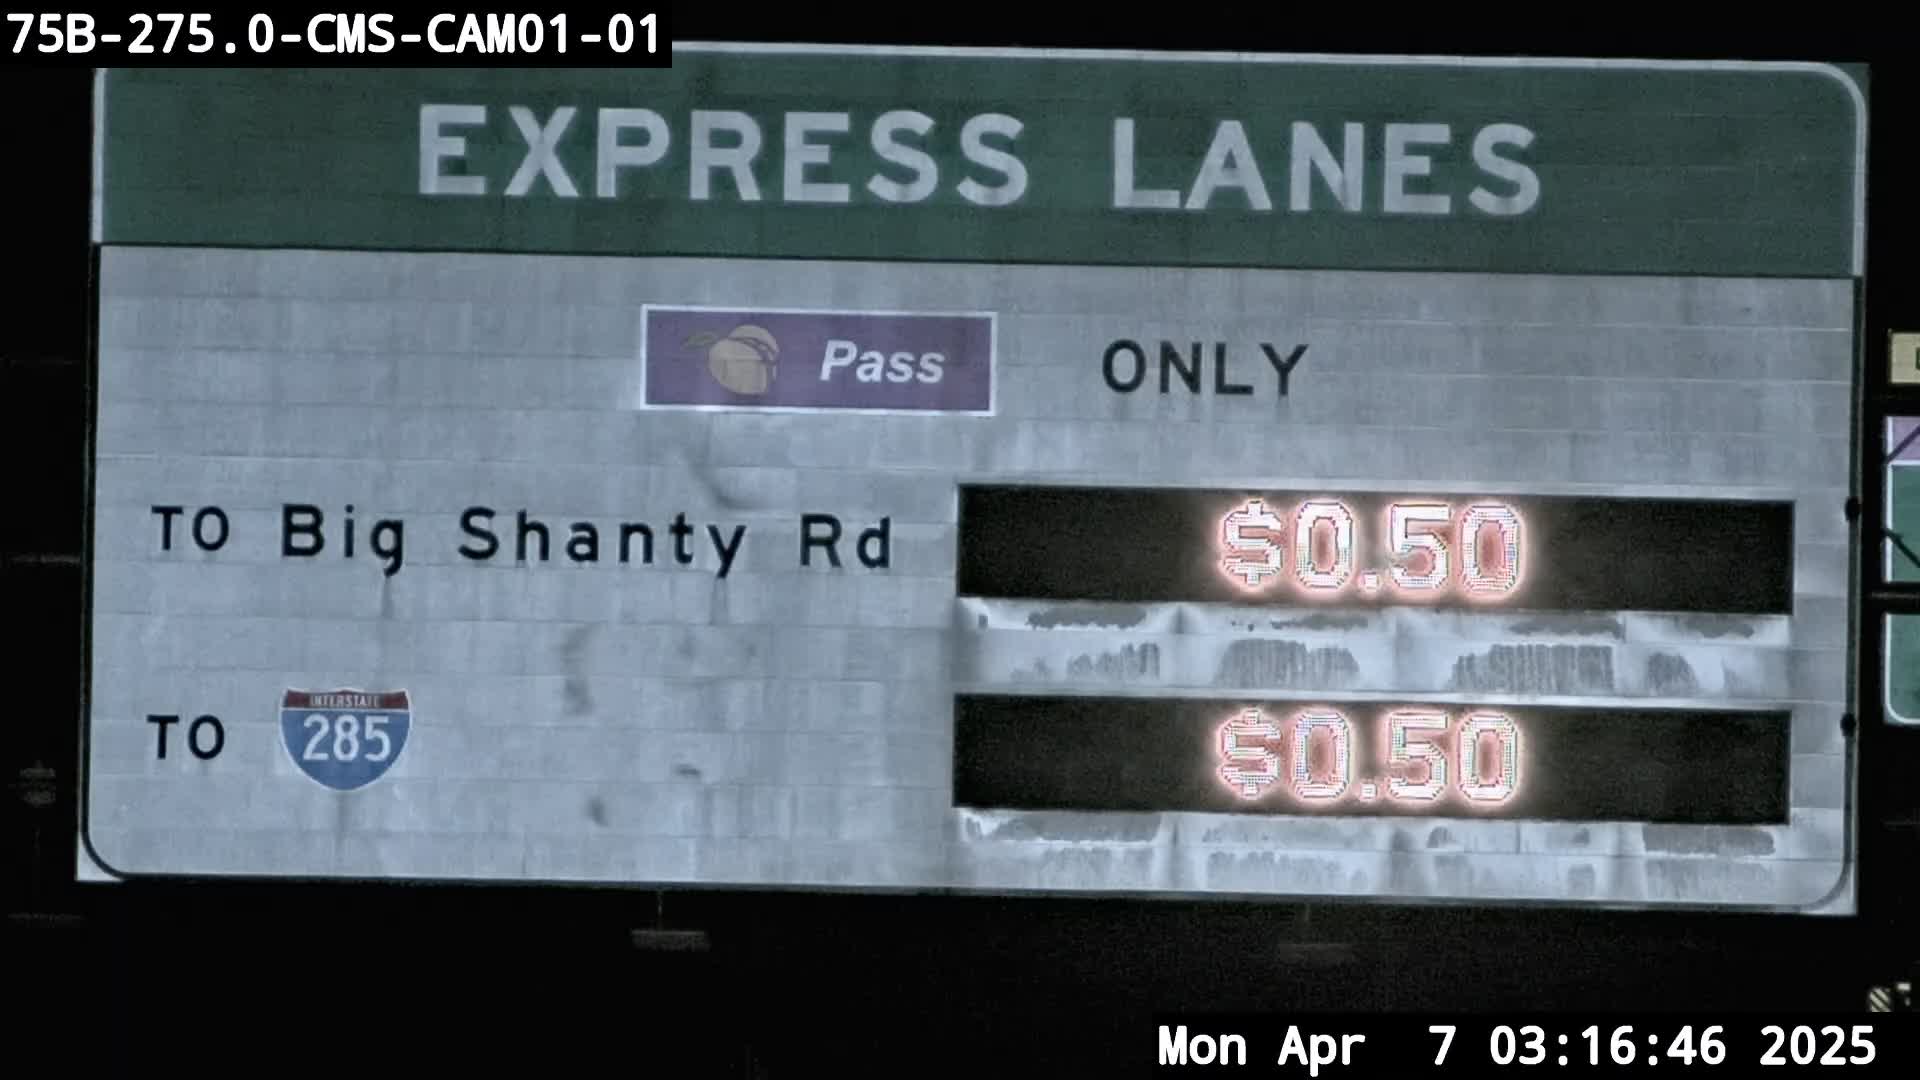 75B-275.0-CMS-CAM01-01
EXPRESS LANES
Pass ONLY
TO Big Shanty Rd $0.50
TO INTERSTATE 285 $0.50
Mon Apr 7 03:16:46 2025